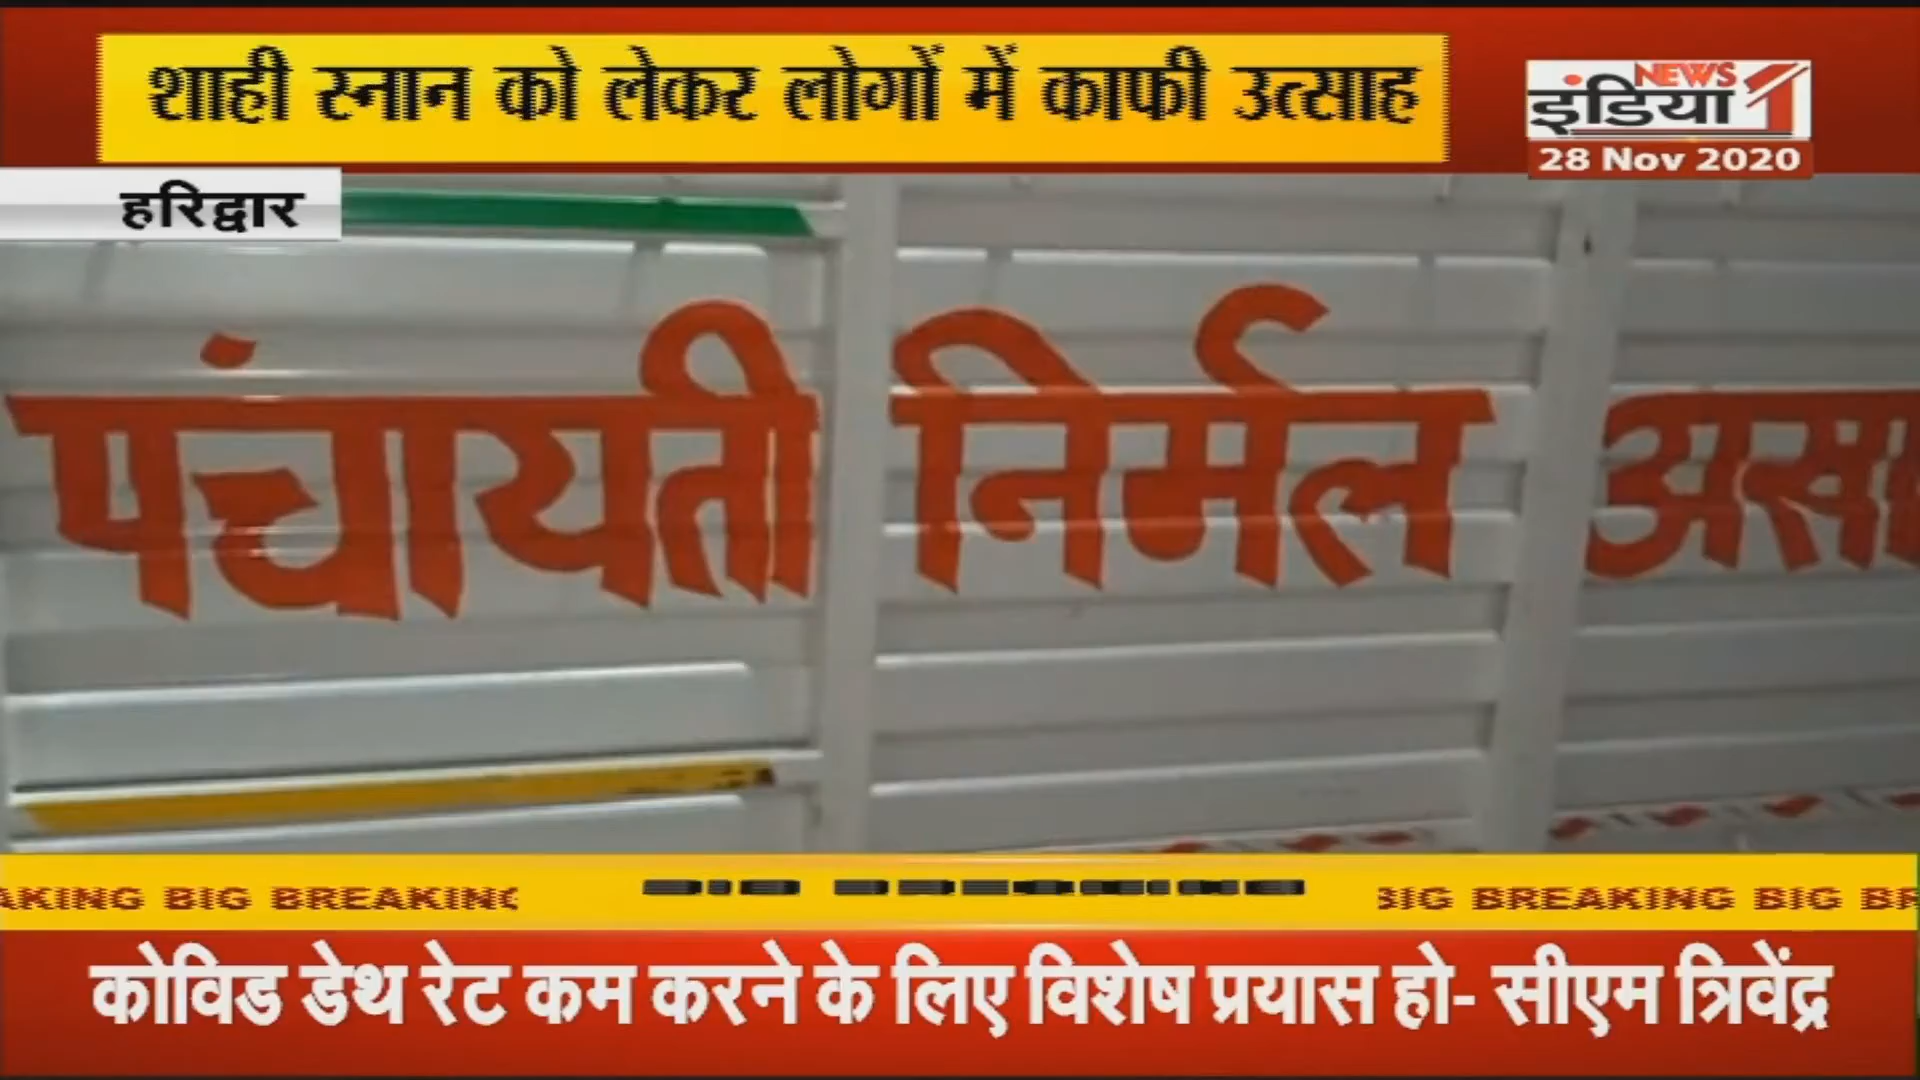 शाही स्नान को लेकर लोगों में काफी उत्साह
NEWS
इंडिया 1
28 Nov 2020
हरिद्वार
पंचायती निर्मल
BIG BREAKING
BIG BREAKING BIG
कोविड डेथ रेट कम करने के लिए विशेष प्रयास हो- सीएम त्रिवेंद्र